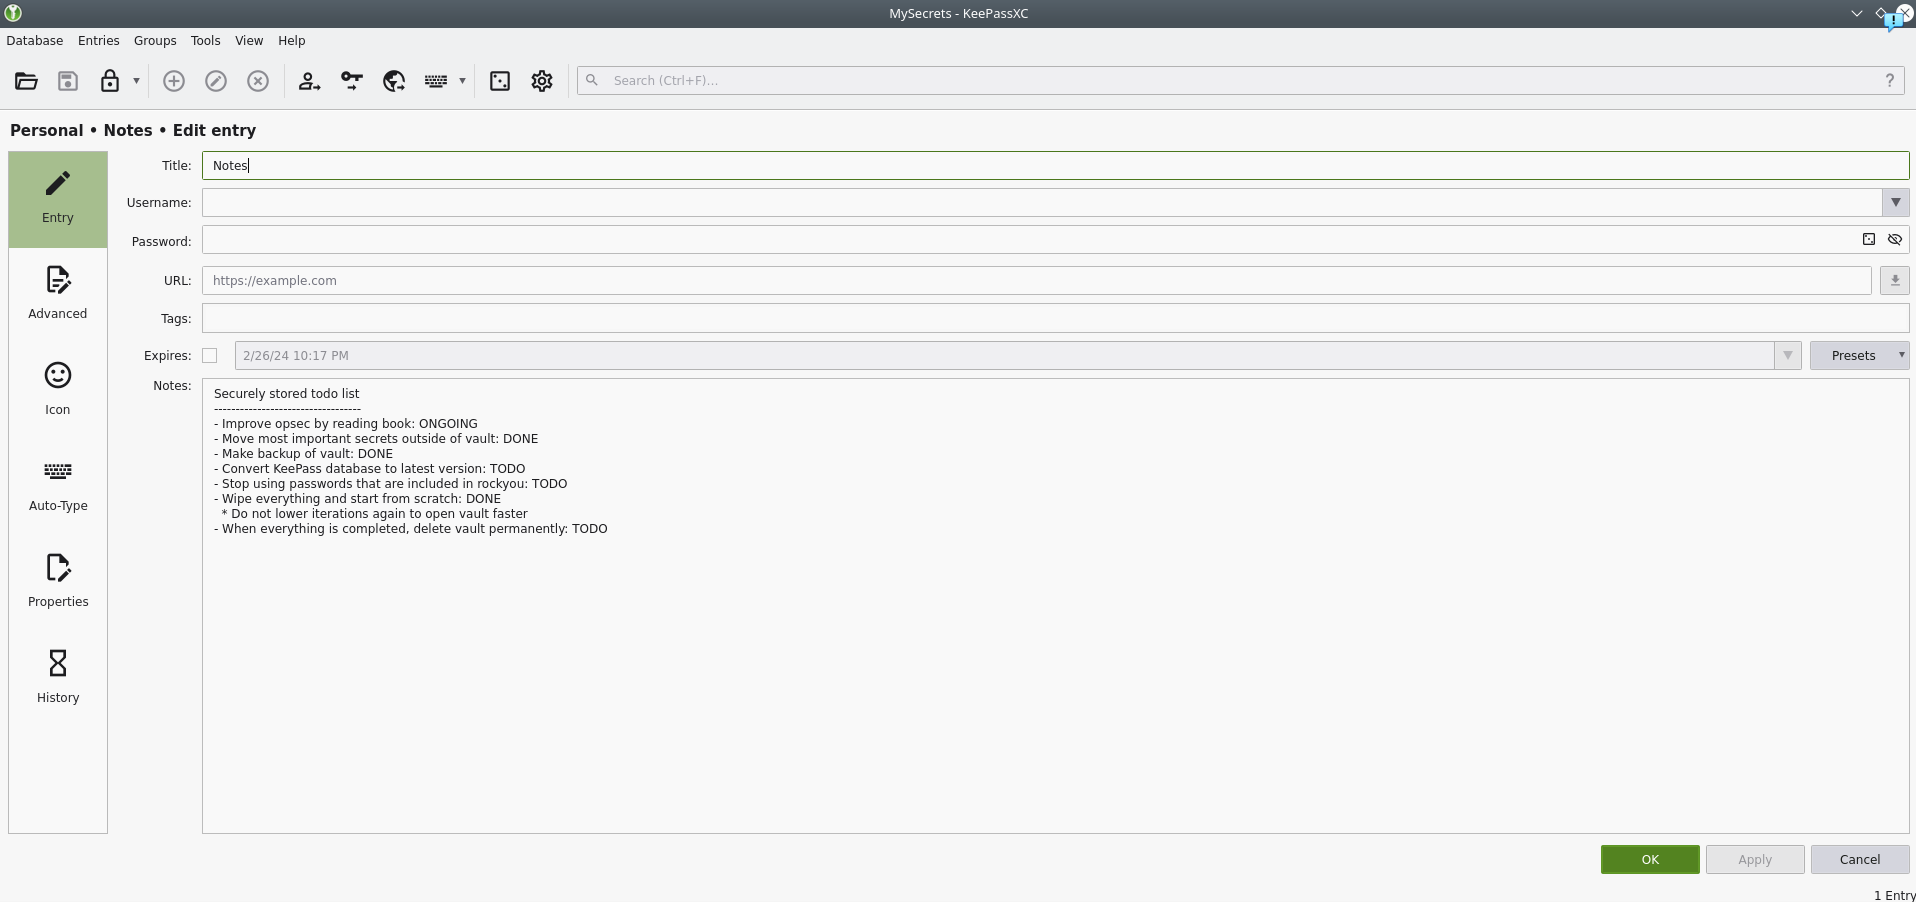 MySecrets - KeePassXC
Database Entries Groups Tools View Help
Search (Ctrl+F)... ?
Personal • Notes • Edit entry
Entry
Advanced
Icon
Auto-Type
Properties
History
Title: Notes
Username:
Password:
URL: https://example.com
Tags:
Expires: 2/26/24 10:17 PM Presets
Notes:
Securely stored todo list
----------------------------------
- Improve opsec by reading book: ONGOING
- Move most important secrets outside of vault: DONE
- Make backup of vault: DONE
- Convert KeePass database to latest version: TODO
- Stop using passwords that are included in rockyou: TODO
- Wipe everything and start from scratch: DONE
* Do not lower iterations again to open vault faster
- When everything is completed, delete vault permanently: TODO
OK Apply Cancel
1 Entry